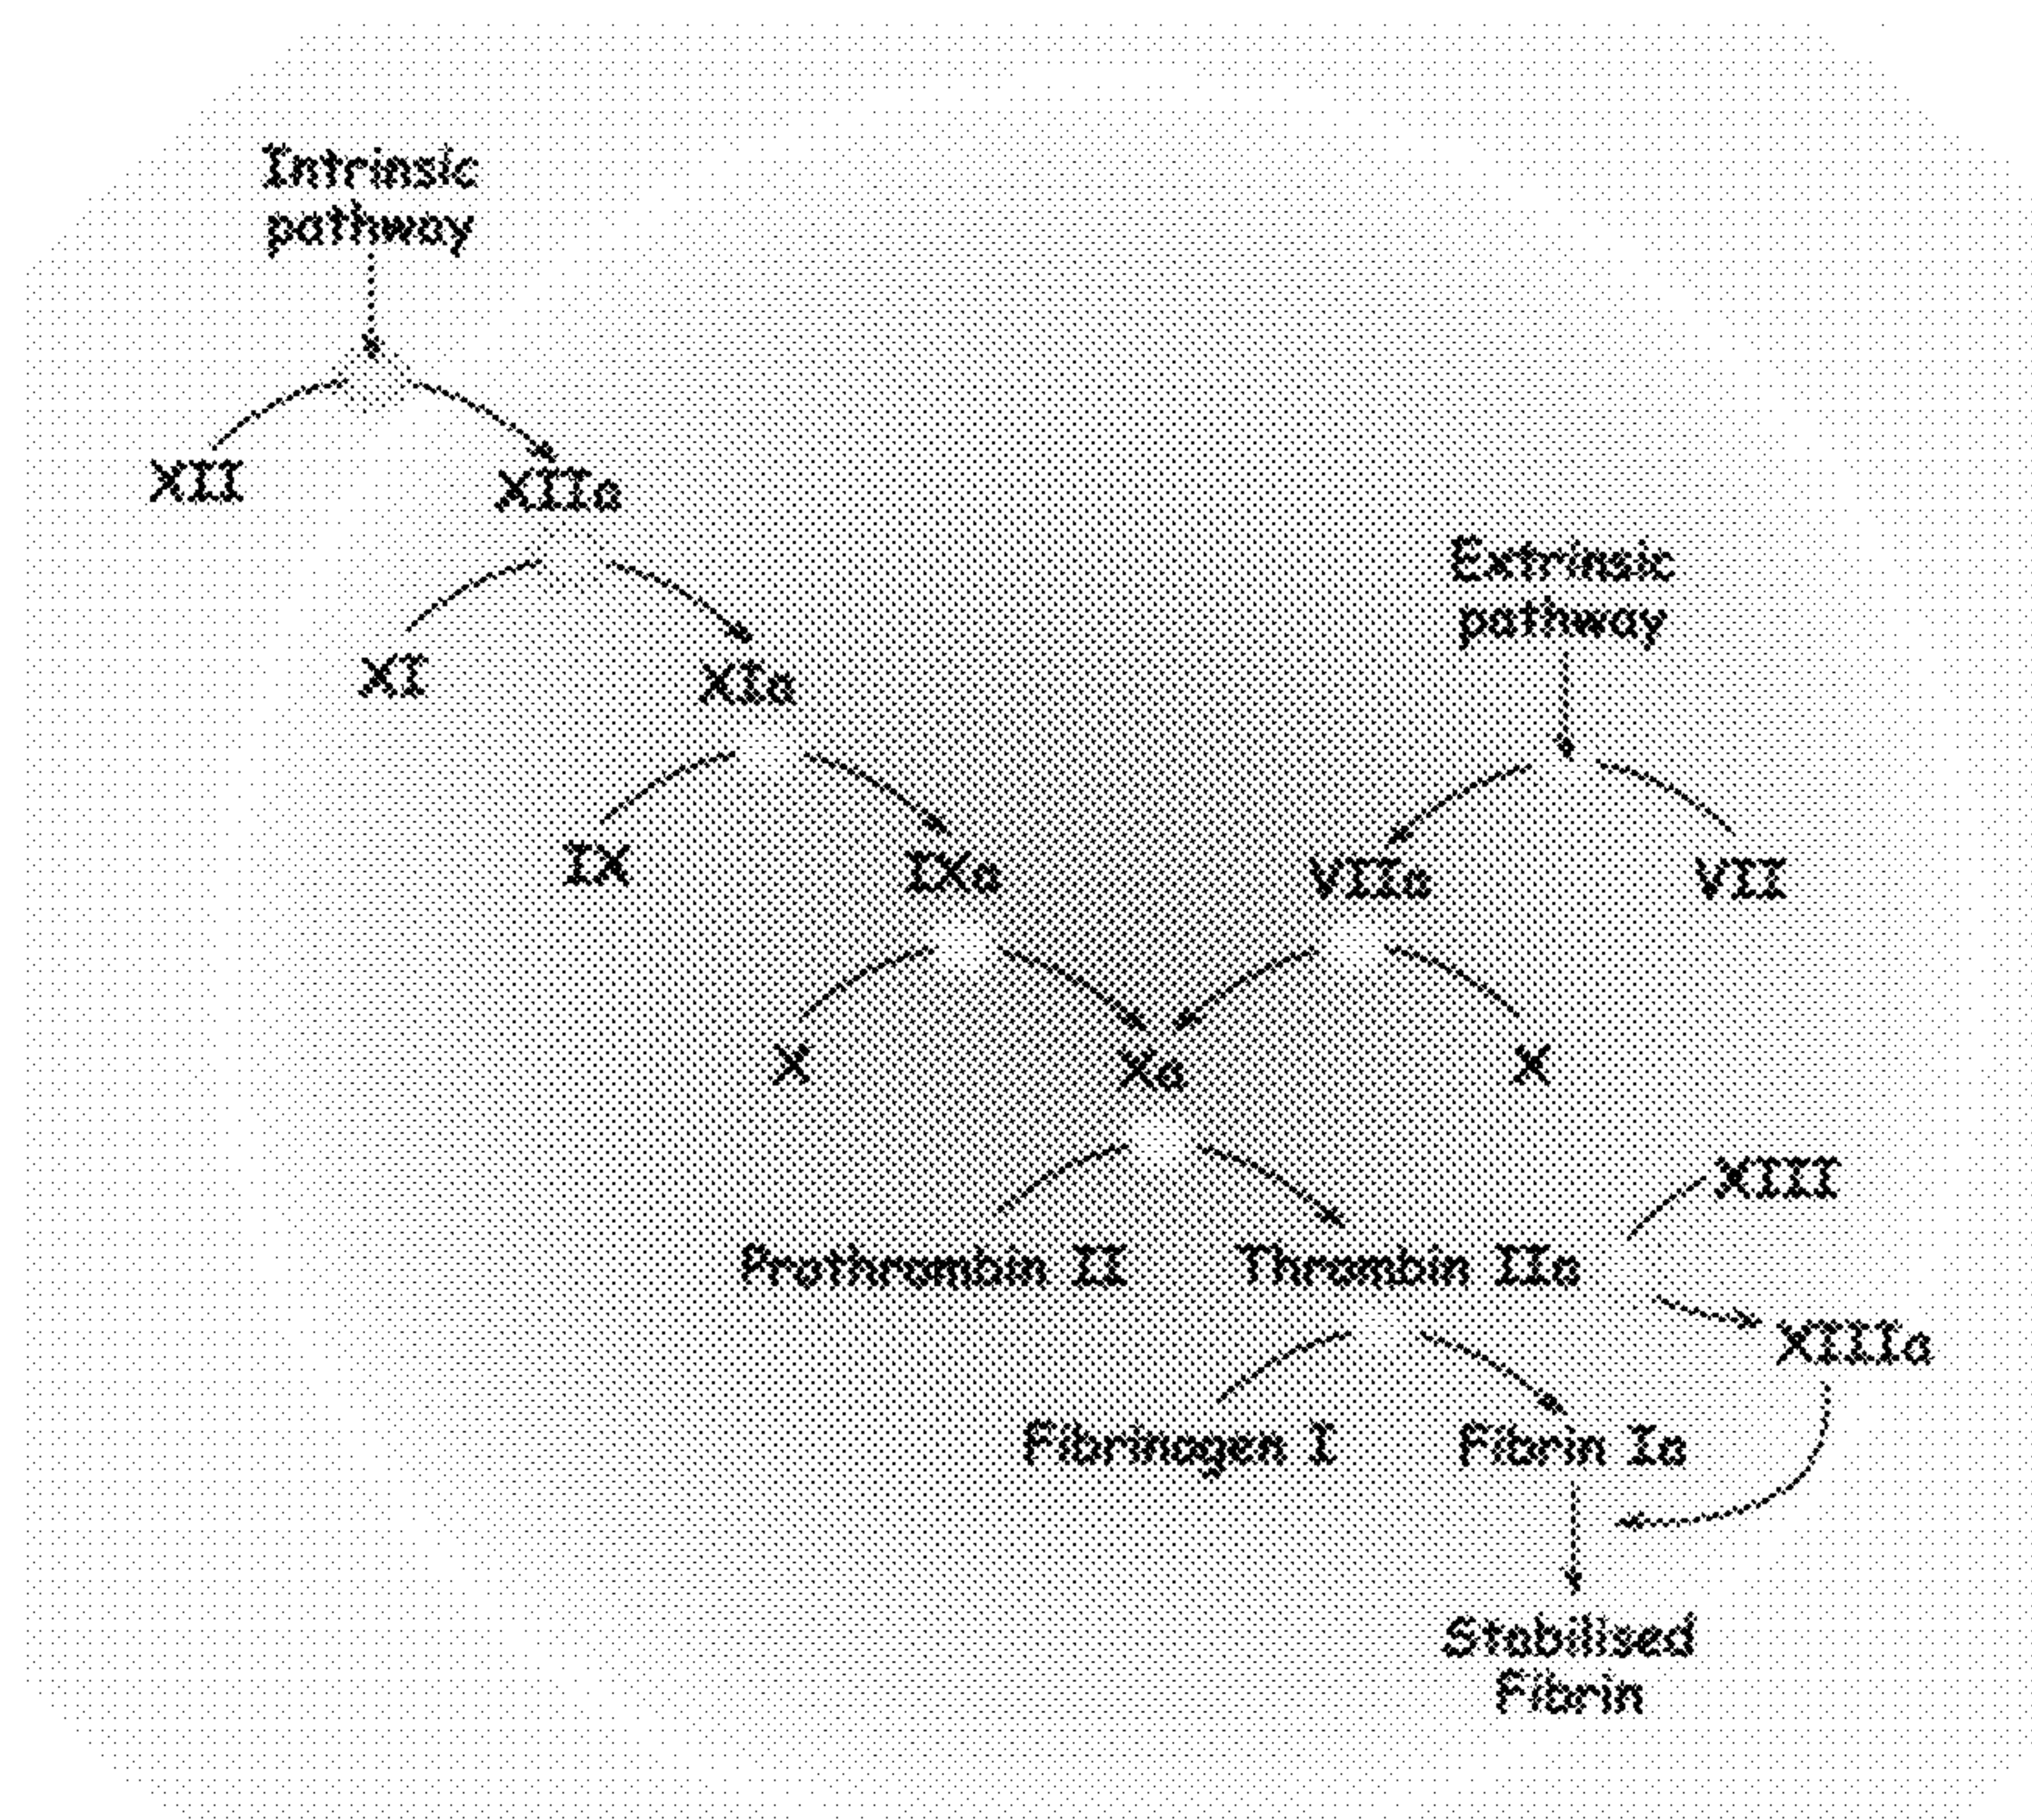 Intrinsic
pathway
XII
XIIa
Extrinsic
pathway
XI
XIa
IX
IXa
VIIa
VII
X
Xa
X
XIII
Prothrombin II
Thrombin IIa
XIIIa
Fibrinogen I
Fibrin Ia
Stabilised
Fibrin